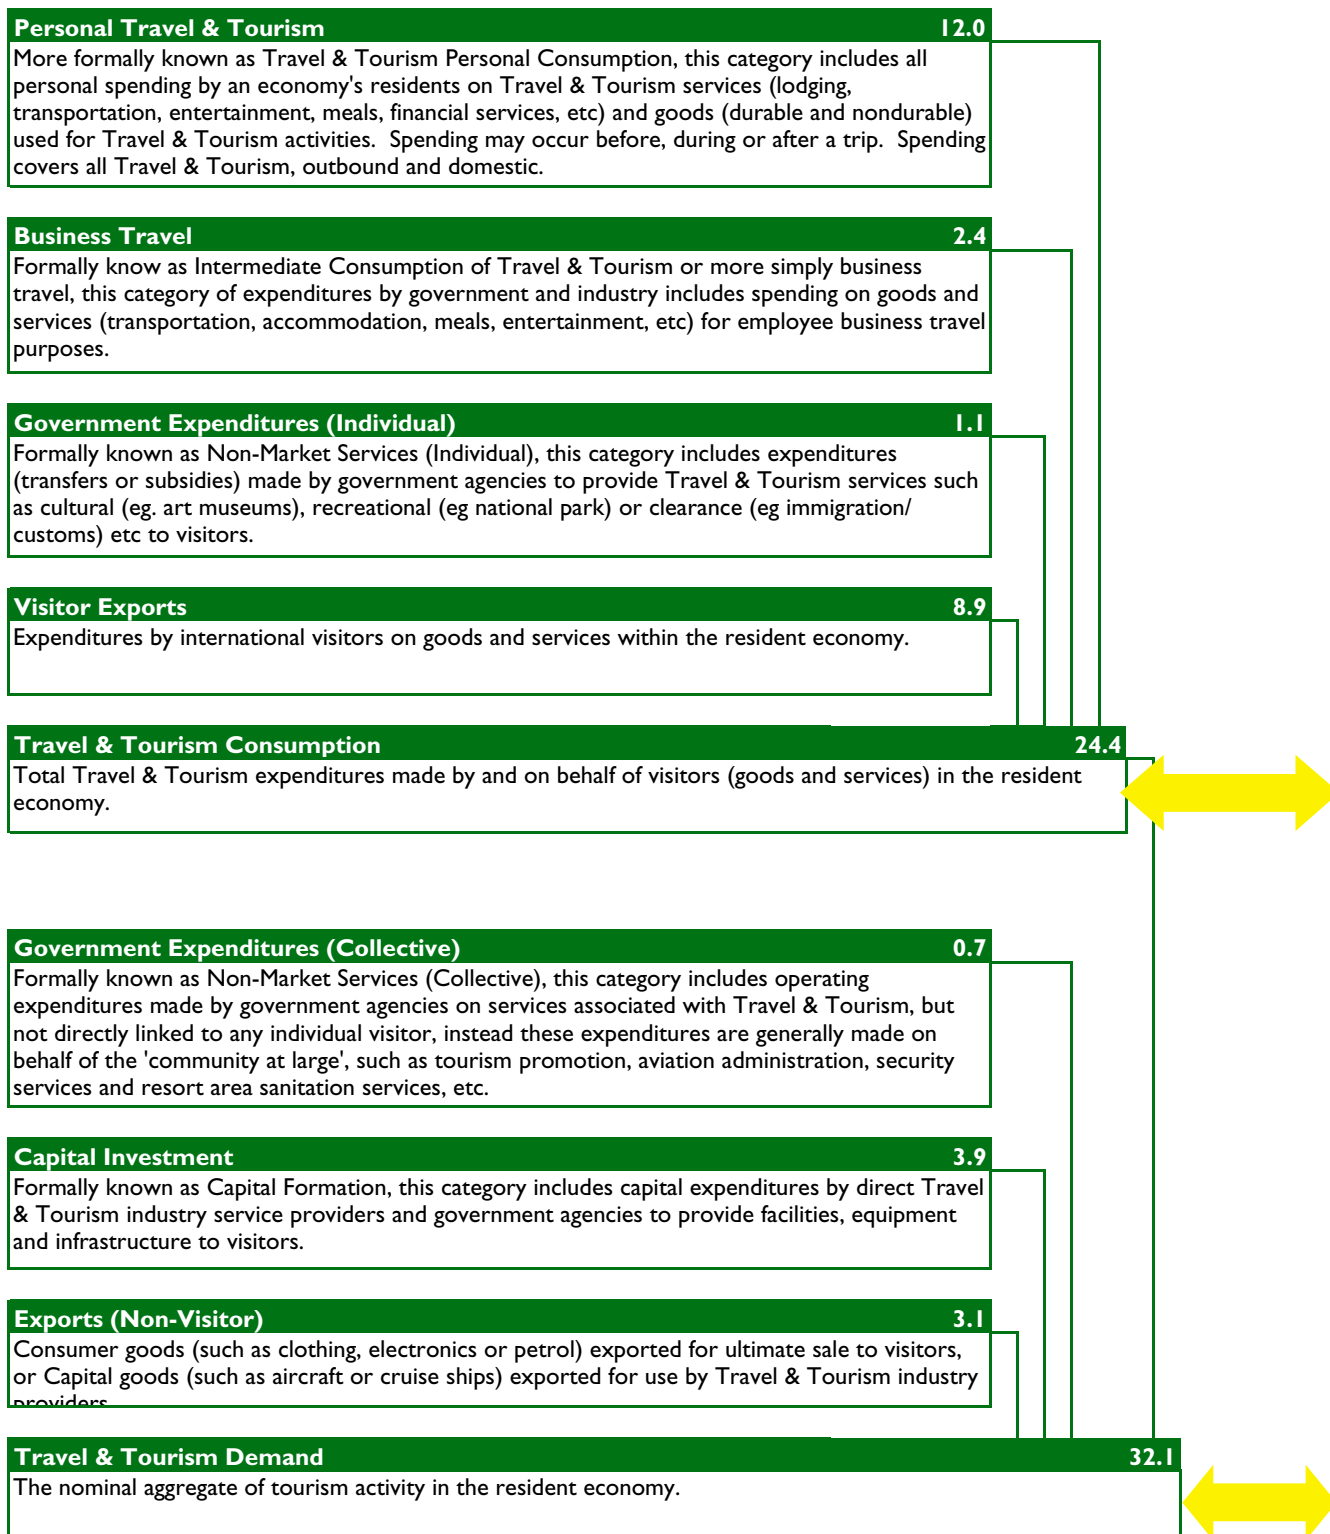 Personal Travel & Tourism 12.0
More formally known as Travel & Tourism Personal Consumption, this category includes all
personal spending by an economy's residents on Travel & Tourism services (lodging,
transportation, entertainment, meals, financial services, etc) and goods (durable and nondurable)
used for Travel & Tourism activities.  Spending may occur before, during or after a trip.  Spending
covers all Travel & Tourism, outbound and domestic.
Business Travel 2.4
Formally know as Intermediate Consumption of Travel & Tourism or more simply business
travel, this category of expenditures by government and industry includes spending on goods and
services (transportation, accommodation, meals, entertainment, etc) for employee business travel
purposes.
Government Expenditures (Individual) 1.1
Formally known as Non-Market Services (Individual), this category includes expenditures
(transfers or subsidies) made by government agencies to provide Travel & Tourism services such
as cultural (eg. art museums), recreational (eg national park) or clearance (eg immigration/
customs) etc to visitors.
Visitor Exports 8.9
Expenditures by international visitors on goods and services within the resident economy.
Travel & Tourism Consumption 24.4
Total Travel & Tourism expenditures made by and on behalf of visitors (goods and services) in the resident
economy.
Government Expenditures (Collective) 0.7
Formally known as Non-Market Services (Collective), this category includes operating
expenditures made by government agencies on services associated with Travel & Tourism, but
not directly linked to any individual visitor, instead these expenditures are generally made on
behalf of the 'community at large', such as tourism promotion, aviation administration, security
services and resort area sanitation services, etc.
Capital Investment 3.9
Formally known as Capital Formation, this category includes capital expenditures by direct Travel
& Tourism industry service providers and government agencies to provide facilities, equipment
and infrastructure to visitors.
Exports (Non-Visitor) 3.1
Consumer goods (such as clothing, electronics or petrol) exported for ultimate sale to visitors,
or Capital goods (such as aircraft or cruise ships) exported for use by Travel & Tourism industry
providers
Travel & Tourism Demand 32.1
The nominal aggregate of tourism activity in the resident economy.